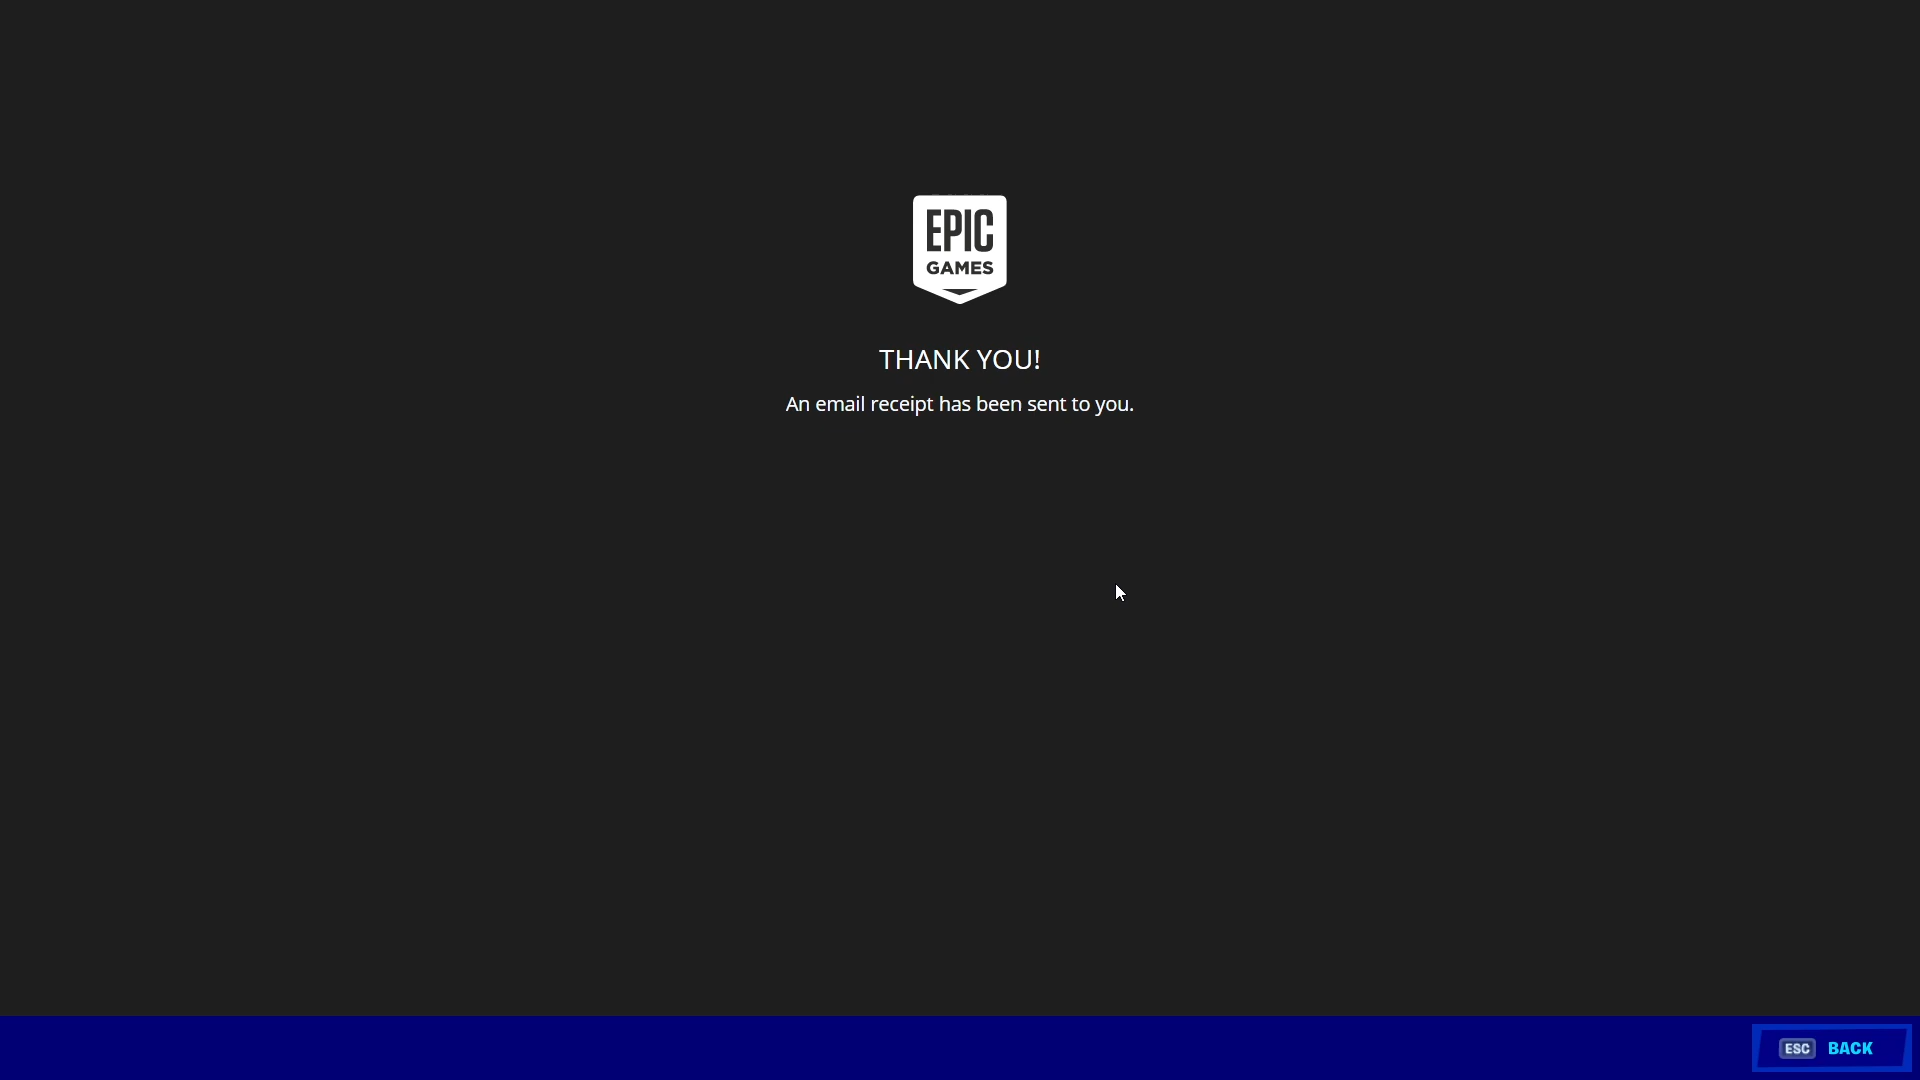 EPIC
GAMES
THANK YOU!
An email receipt has been sent to you.
ESC BACK